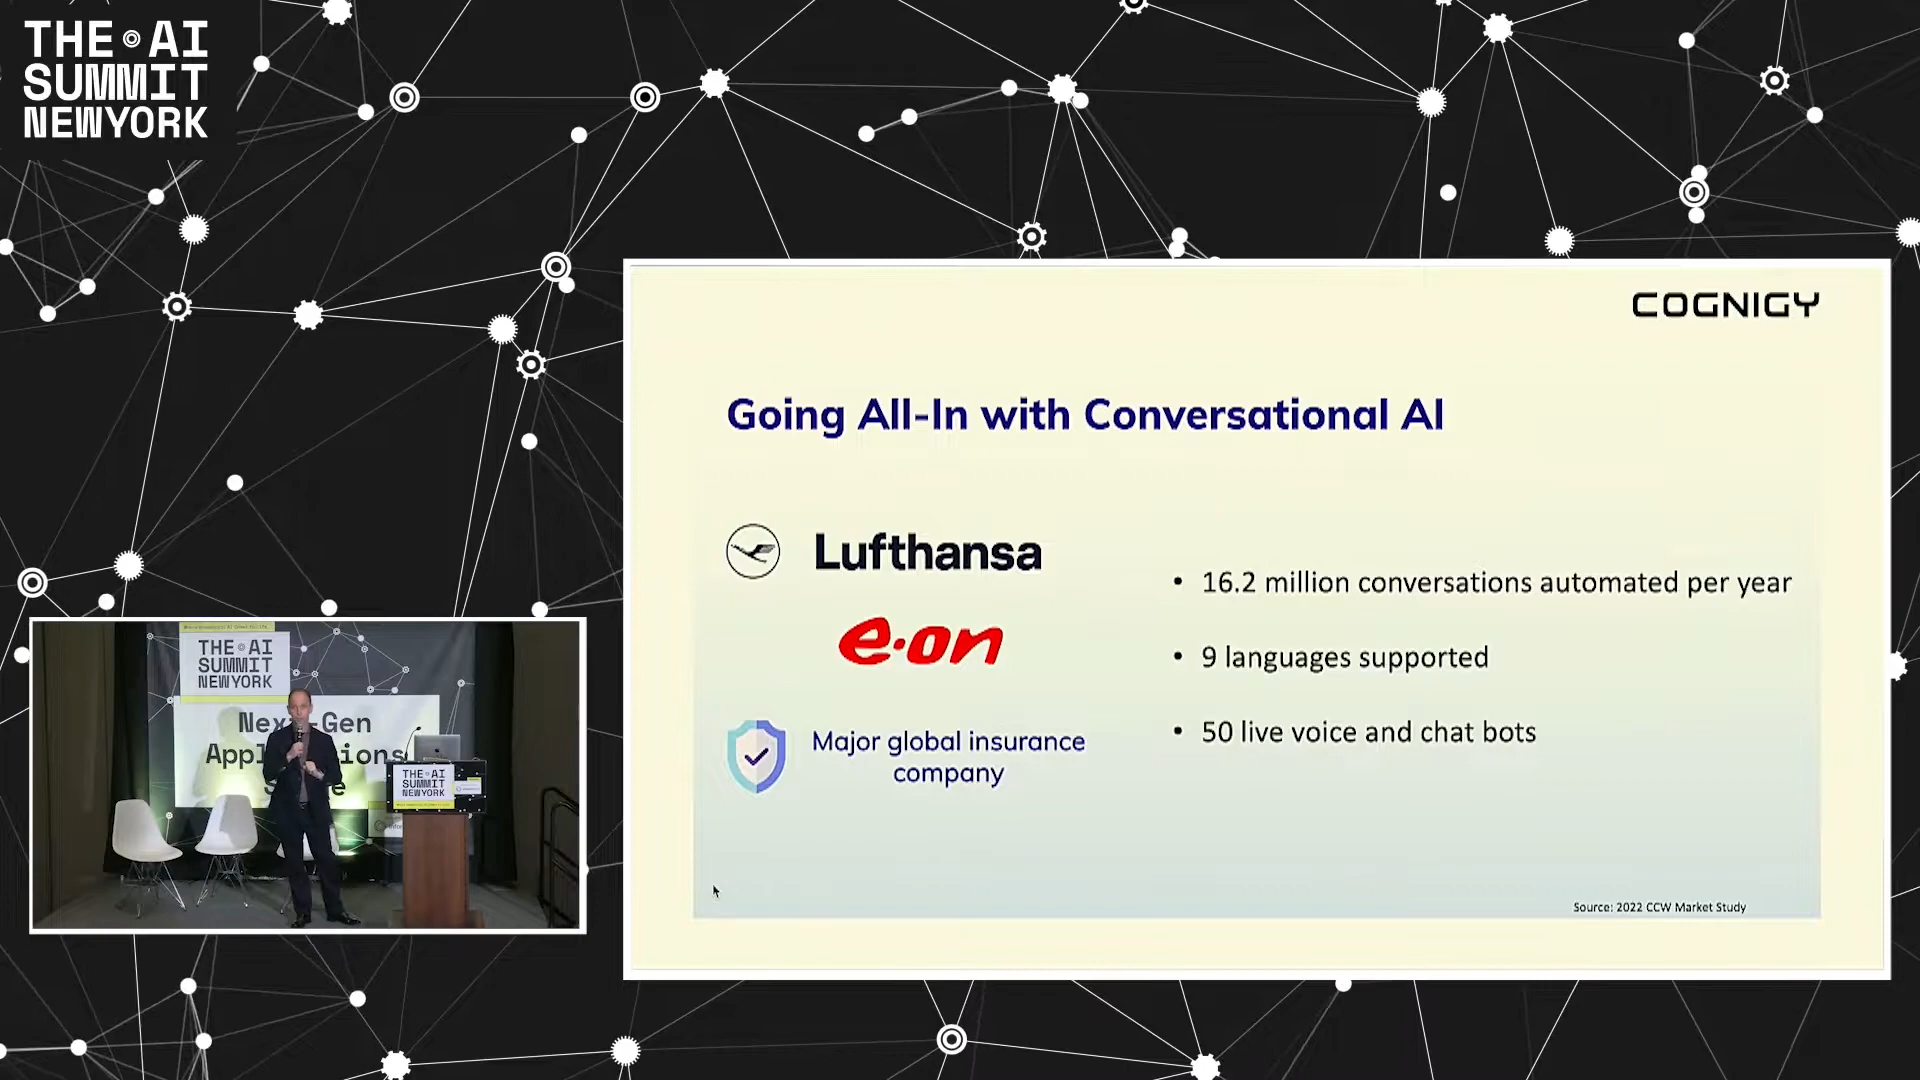 THE AI
SUMMIT
NEWYORK
COGNIGY
Going All-In with Conversational AI
Lufthansa
e.on
Major global insurance
company
• 16.2 million conversations automated per year
• 9 languages supported
• 50 live voice and chat bots
Source: 2022 CCW Market Study
THE AI
SUMMIT
NEWYORK
Next-Gen
THE AI
SUMMIT
NEWYORK